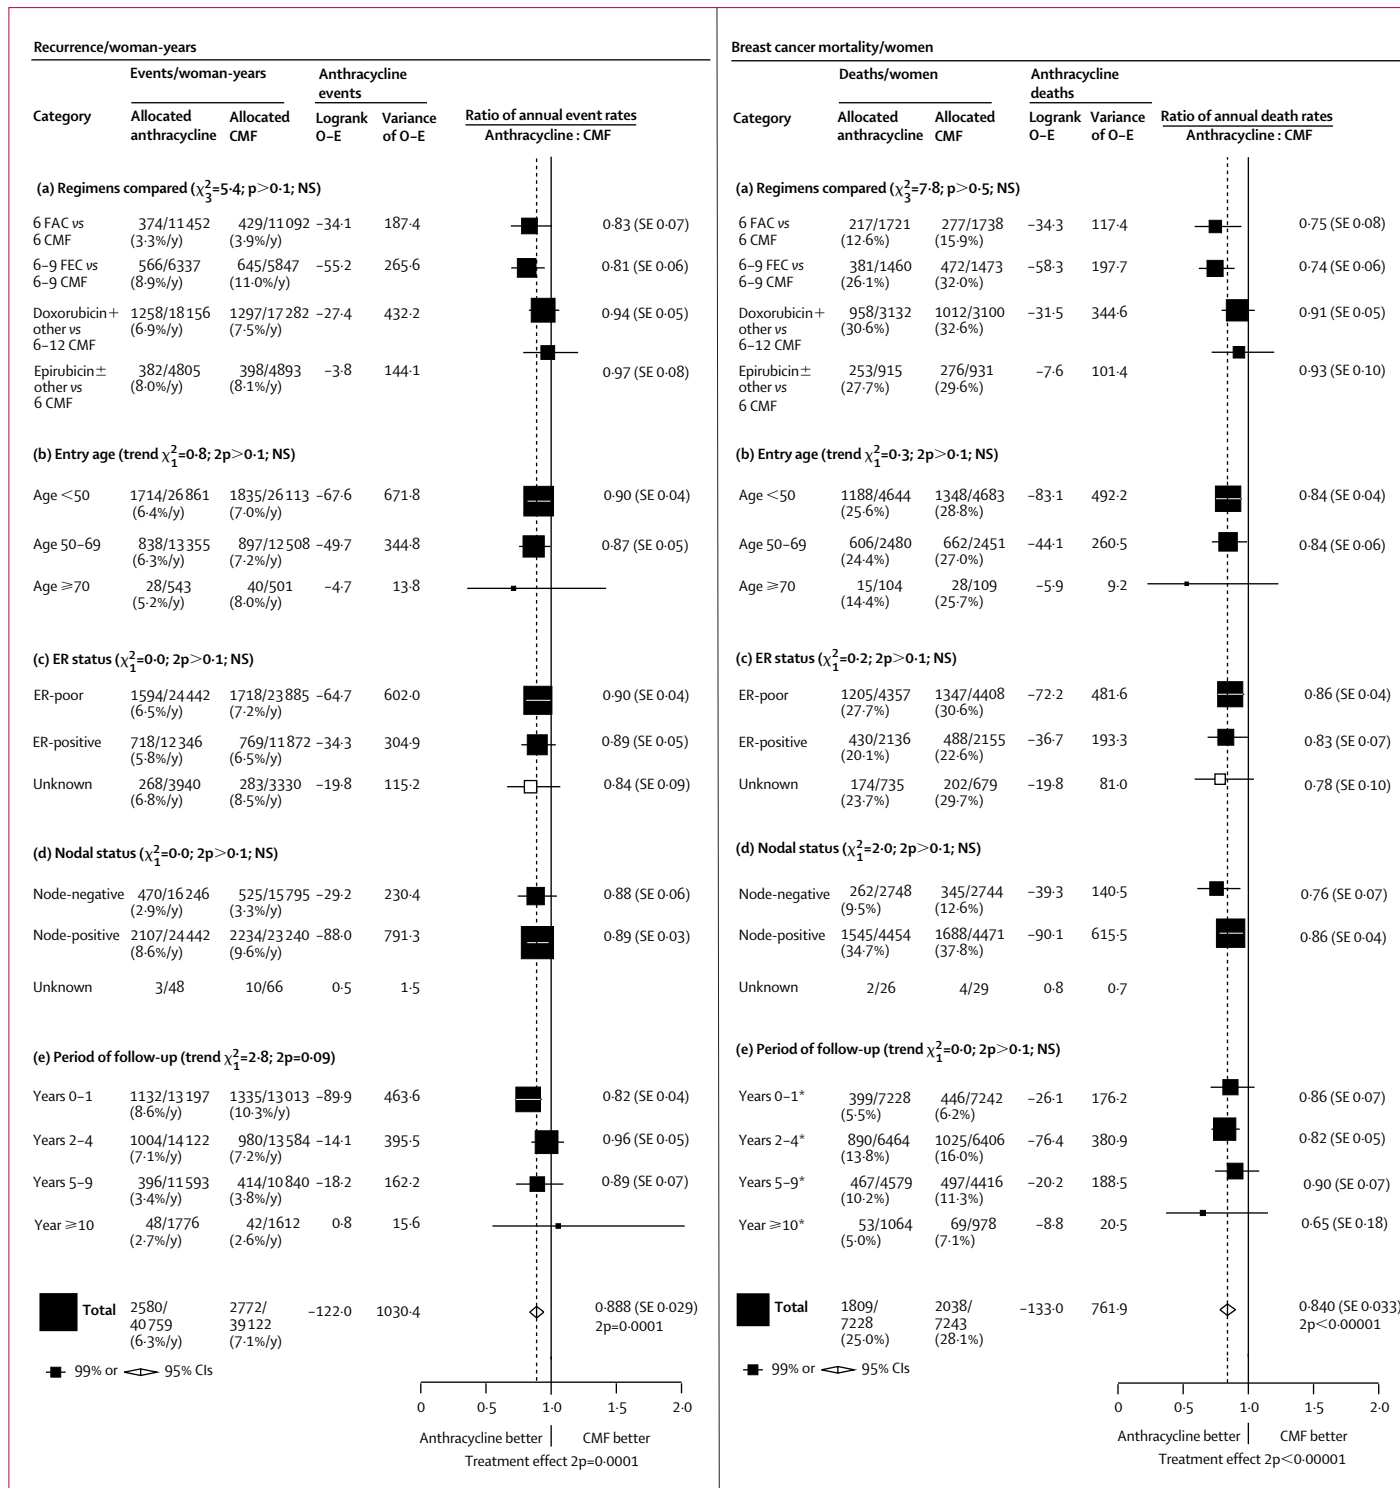 Recurrence/woman-years
Events/woman-years Anthracycline events
Category Allocated anthracycline Allocated CMF Logrank O–E Variance of O–E Ratio of annual event rates
Anthracycline : CMF
(a) Regimens compared (χ²₃=5·4; p>0·1; NS)
6 FAC vs 374/11452 429/11092 –34·1 187·4 0·83 (SE 0·07)
6 CMF (3·3%/y) (3·9%/y)
6–9 FEC vs 566/6337 645/5847 –55·2 265·6 0·81 (SE 0·06)
6–9 CMF (8·9%/y) (11·0%/y)
Doxorubicin+ 1258/18156 1297/17282 –27·4 432·2 0·94 (SE 0·05)
other vs (6·9%/y) (7·5%/y)
6–12 CMF
Epirubicin± 382/4805 398/4893 –3·8 144·1 0·97 (SE 0·08)
other vs (8·0%/y) (8·1%/y)
6 CMF
(b) Entry age (trend χ²₁=0·8; 2p>0·1; NS)
Age <50 1714/26861 1835/26113 –67·6 671·8 0·90 (SE 0·04)
(6·4%/y) (7·0%/y)
Age 50–69 838/13355 897/12508 –49·7 344·8 0·87 (SE 0·05)
(6·3%/y) (7·2%/y)
Age ≥70 28/543 40/501 –4·7 13·8
(5·2%/y) (8·0%/y)
(c) ER status (χ²₁=0·0; 2p>0·1; NS)
ER-poor 1594/24442 1718/23885 –64·7 602·0 0·90 (SE 0·04)
(6·5%/y) (7·2%/y)
ER-positive 718/12346 769/11872 –34·3 304·9 0·89 (SE 0·05)
(5·8%/y) (6·5%/y)
Unknown 268/3940 283/3330 –19·8 115·2 0·84 (SE 0·09)
(6·8%/y) (8·5%/y)
(d) Nodal status (χ²₁=0·0; 2p>0·1; NS)
Node-negative 470/16246 525/15795 –29·2 230·4 0·88 (SE 0·06)
(2·9%/y) (3·3%/y)
Node-positive 2107/24442 2234/23240 –88·0 791·3 0·89 (SE 0·03)
(8·6%/y) (9·6%/y)
Unknown 3/48 10/66 0·5 1·5
(e) Period of follow-up (trend χ²₁=2·8; 2p=0·09)
Years 0–1 1132/13197 1335/13013 –89·9 463·6 0·82 (SE 0·04)
(8·6%/y) (10·3%/y)
Years 2–4 1004/14122 980/13584 –14·1 395·5 0·96 (SE 0·05)
(7·1%/y) (7·2%/y)
Years 5–9 396/11593 414/10840 –18·2 162·2 0·89 (SE 0·07)
(3·4%/y) (3·8%/y)
Year ≥10 48/1776 42/1612 0·8 15·6
(2·7%/y) (2·6%/y)
Total 2580/ 2772/ –122·0 1030·4 0·888 (SE 0·029)
40759 39122 2p=0·0001
(6·3%/y) (7·1%/y)
99% or 95% CIs
0 0·5 1·0 1·5 2·0
Anthracycline better CMF better
Treatment effect 2p=0·0001
Breast cancer mortality/women
Deaths/women Anthracycline deaths
Category Allocated anthracycline Allocated CMF Logrank O–E Variance of O–E Ratio of annual death rates
Anthracycline : CMF
(a) Regimens compared (χ²₃=7·8; p>0·5; NS)
6 FAC vs 217/1721 277/1738 –34·3 117·4 0·75 (SE 0·08)
6 CMF (12·6%) (15·9%)
6–9 FEC vs 381/1460 472/1473 –58·3 197·7 0·74 (SE 0·06)
6–9 CMF (26·1%) (32·0%)
Doxorubicin+ 958/3132 1012/3100 –31·5 344·6 0·91 (SE 0·05)
other vs (30·6%) (32·6%)
6–12 CMF
Epirubicin± 253/915 276/931 –7·6 101·4 0·93 (SE 0·10)
other vs (27·7%) (29·6%)
6 CMF
(b) Entry age (trend χ²₁=0·3; 2p>0·1; NS)
Age <50 1188/4644 1348/4683 –83·1 492·2 0·84 (SE 0·04)
(25·6%) (28·8%)
Age 50–69 606/2480 662/2451 –44·1 260·5 0·84 (SE 0·06)
(24·4%) (27·0%)
Age ≥70 15/104 28/109 –5·9 9·2
(14·4%) (25·7%)
(c) ER status (χ²₁=0·2; 2p>0·1; NS)
ER-poor 1205/4357 1347/4408 –72·2 481·6 0·86 (SE 0·04)
(27·7%) (30·6%)
ER-positive 430/2136 488/2155 –36·7 193·3 0·83 (SE 0·07)
(20·1%) (22·6%)
Unknown 174/735 202/679 –19·8 81·0 0·78 (SE 0·10)
(23·7%) (29·7%)
(d) Nodal status (χ²₁=2·0; 2p>0·1; NS)
Node-negative 262/2748 345/2744 –39·3 140·5 0·76 (SE 0·07)
(9·5%) (12·6%)
Node-positive 1545/4454 1688/4471 –90·1 615·5 0·86 (SE 0·04)
(34·7%) (37·8%)
Unknown 2/26 4/29 0·8 0·7
(e) Period of follow-up (trend χ²₁=0·0; 2p>0·1; NS)
Years 0–1* 399/7228 446/7242 –26·1 176·2 0·86 (SE 0·07)
(5·5%) (6·2%)
Years 2–4* 890/6464 1025/6406 –76·4 380·9 0·82 (SE 0·05)
(13·8%) (16·0%)
Years 5–9* 467/4579 497/4416 –20·2 188·5 0·90 (SE 0·07)
(10·2%) (11·3%)
Year ≥10* 53/1064 69/978 –8·8 20·5 0·65 (SE 0·18)
(5·0%) (7·1%)
Total 1809/ 2038/ –133·0 761·9 0·840 (SE 0·033)
7228 7243 2p<0·00001
(25·0%) (28·1%)
99% or 95% CIs
0 0·5 1·0 1·5 2·0
Anthracycline better CMF better
Treatment effect 2p<0·00001